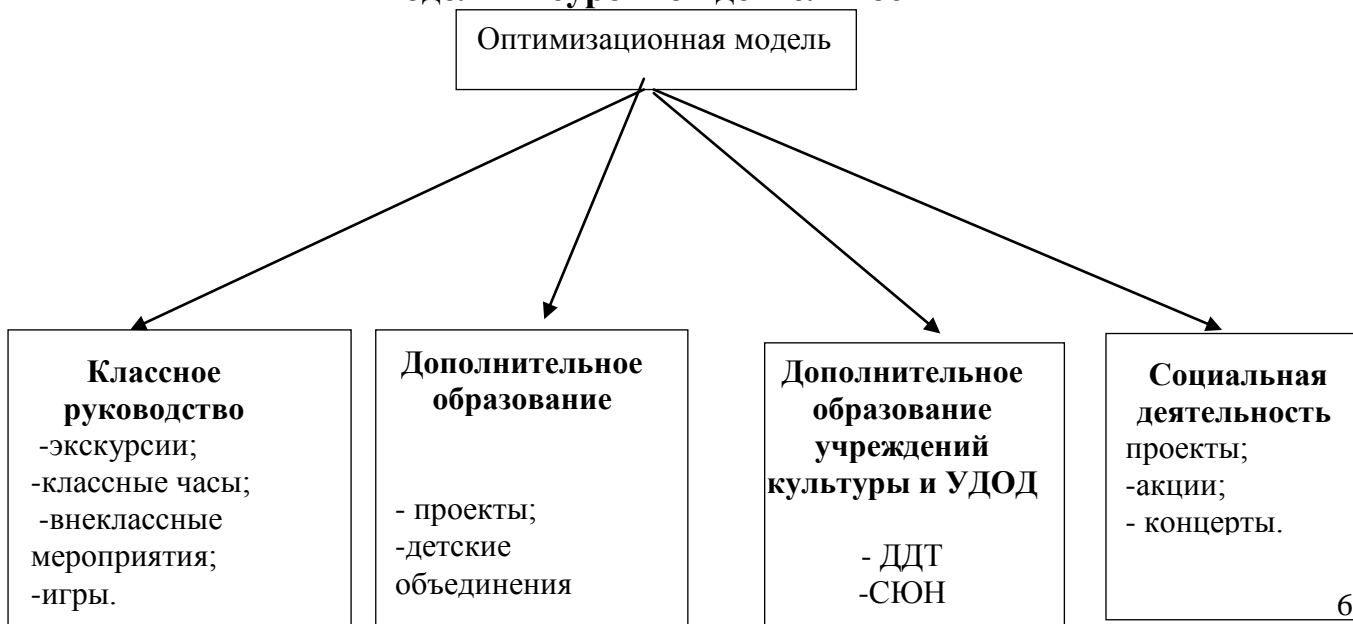 Оптимизационная модель
Классное
руководство
-экскурсии;
-классные часы;
-внеклассные
мероприятия;
-игры.
Дополнительное
образование
- проекты;
-детские
объединения
Дополнительное
образование
учреждений
культуры и УДОД
- ДДТ
-СЮН
Социальная
деятельность
проекты;
-акции;
- концерты.
6